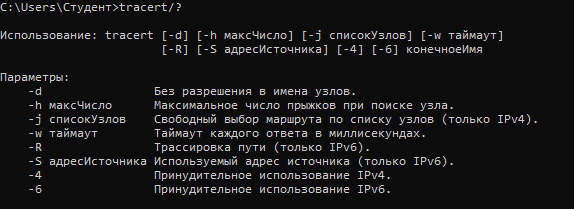 C:\Users\Студент>tracert/?
Использование: tracert [-d] [-h максЧисло] [-j списокУзлов] [-w таймаут]
[-R] [-S адресИсточника] [-4] [-6] конечноеИмя
Параметры:
-d Без разрешения в имена узлов.
-h максЧисло Максимальное число прыжков при поиске узла.
-j списокУзлов Свободный выбор маршрута по списку узлов (только IPv4).
-w таймаут Таймаут каждого ответа в миллисекундах.
-R Трассировка пути (только IPv6).
-S адресИсточника Используемый адрес источника (только IPv6).
-4 Принудительное использование IPv4.
-6 Принудительное использование IPv6.